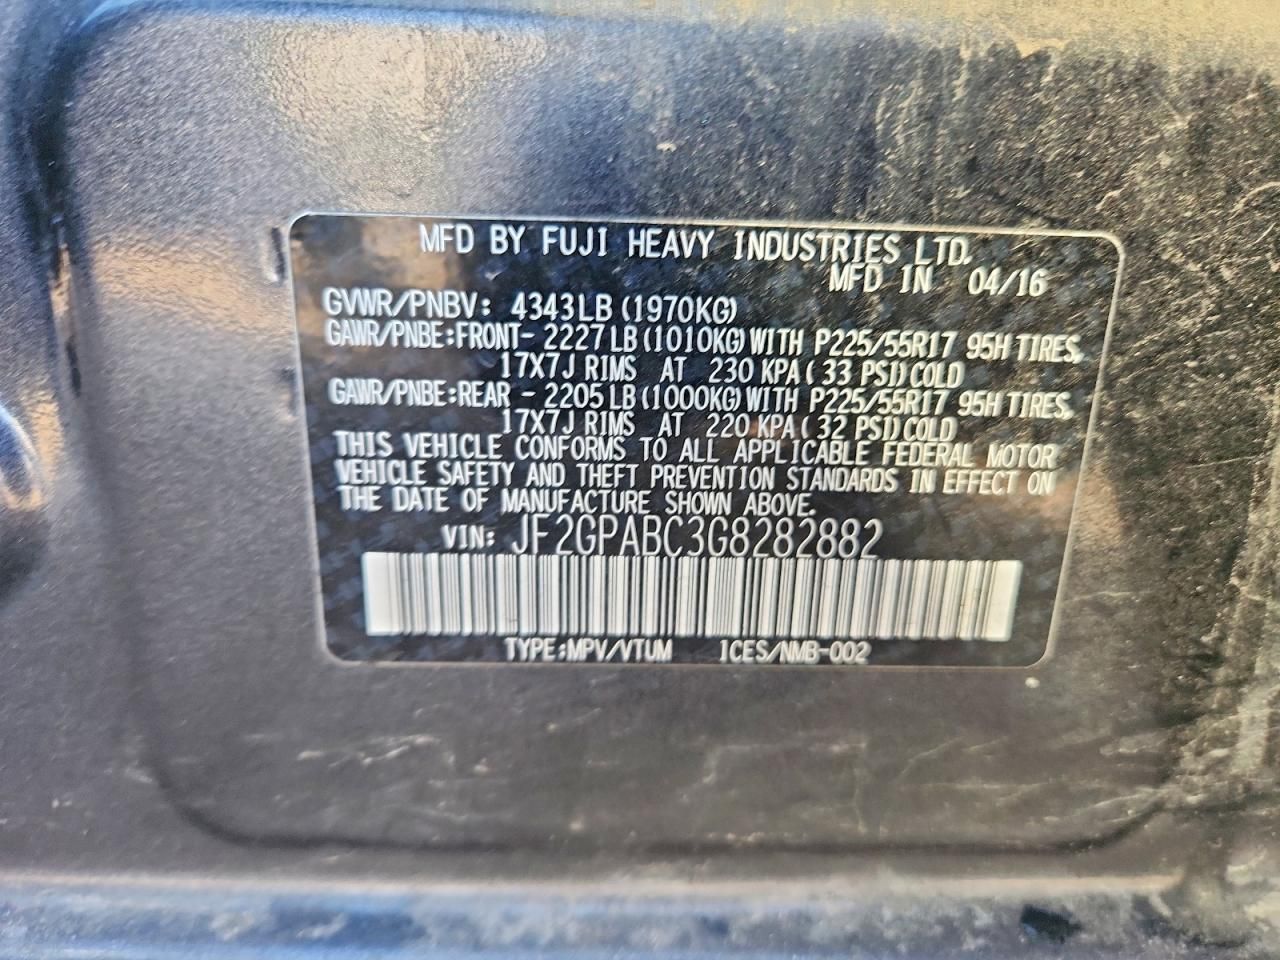 MFD BY FUJI HEAVY INDUSTRIES LTD.
MFD IN 04/16
GVWR/PNBV: 4343LB (1970KG)
GAWR/PNBE:FRONT- 2227LB(1010KG)WITH P225/55R17 95H TIRES,
17X7J RIMS AT 230 KPA( 33 PSI)COLD
GAWR/PNBE:REAR - 2205LB(1000KG)WITH P225/55R17 95H TIRES,
17X7J RIMS AT 220 KPA( 32 PSI)COLD
THIS VEHICLE CONFORMS TO ALL APPLICABLE FEDERAL MOTOR
VEHICLE SAFETY AND THEFT PREVENTION STANDARDS IN EFFECT ON
THE DATE OF MANUFACTURE SHOWN ABOVE.
VIN: JF2GPABC3G8282882
TYPE:MPV/VTUM ICES/NMB-002